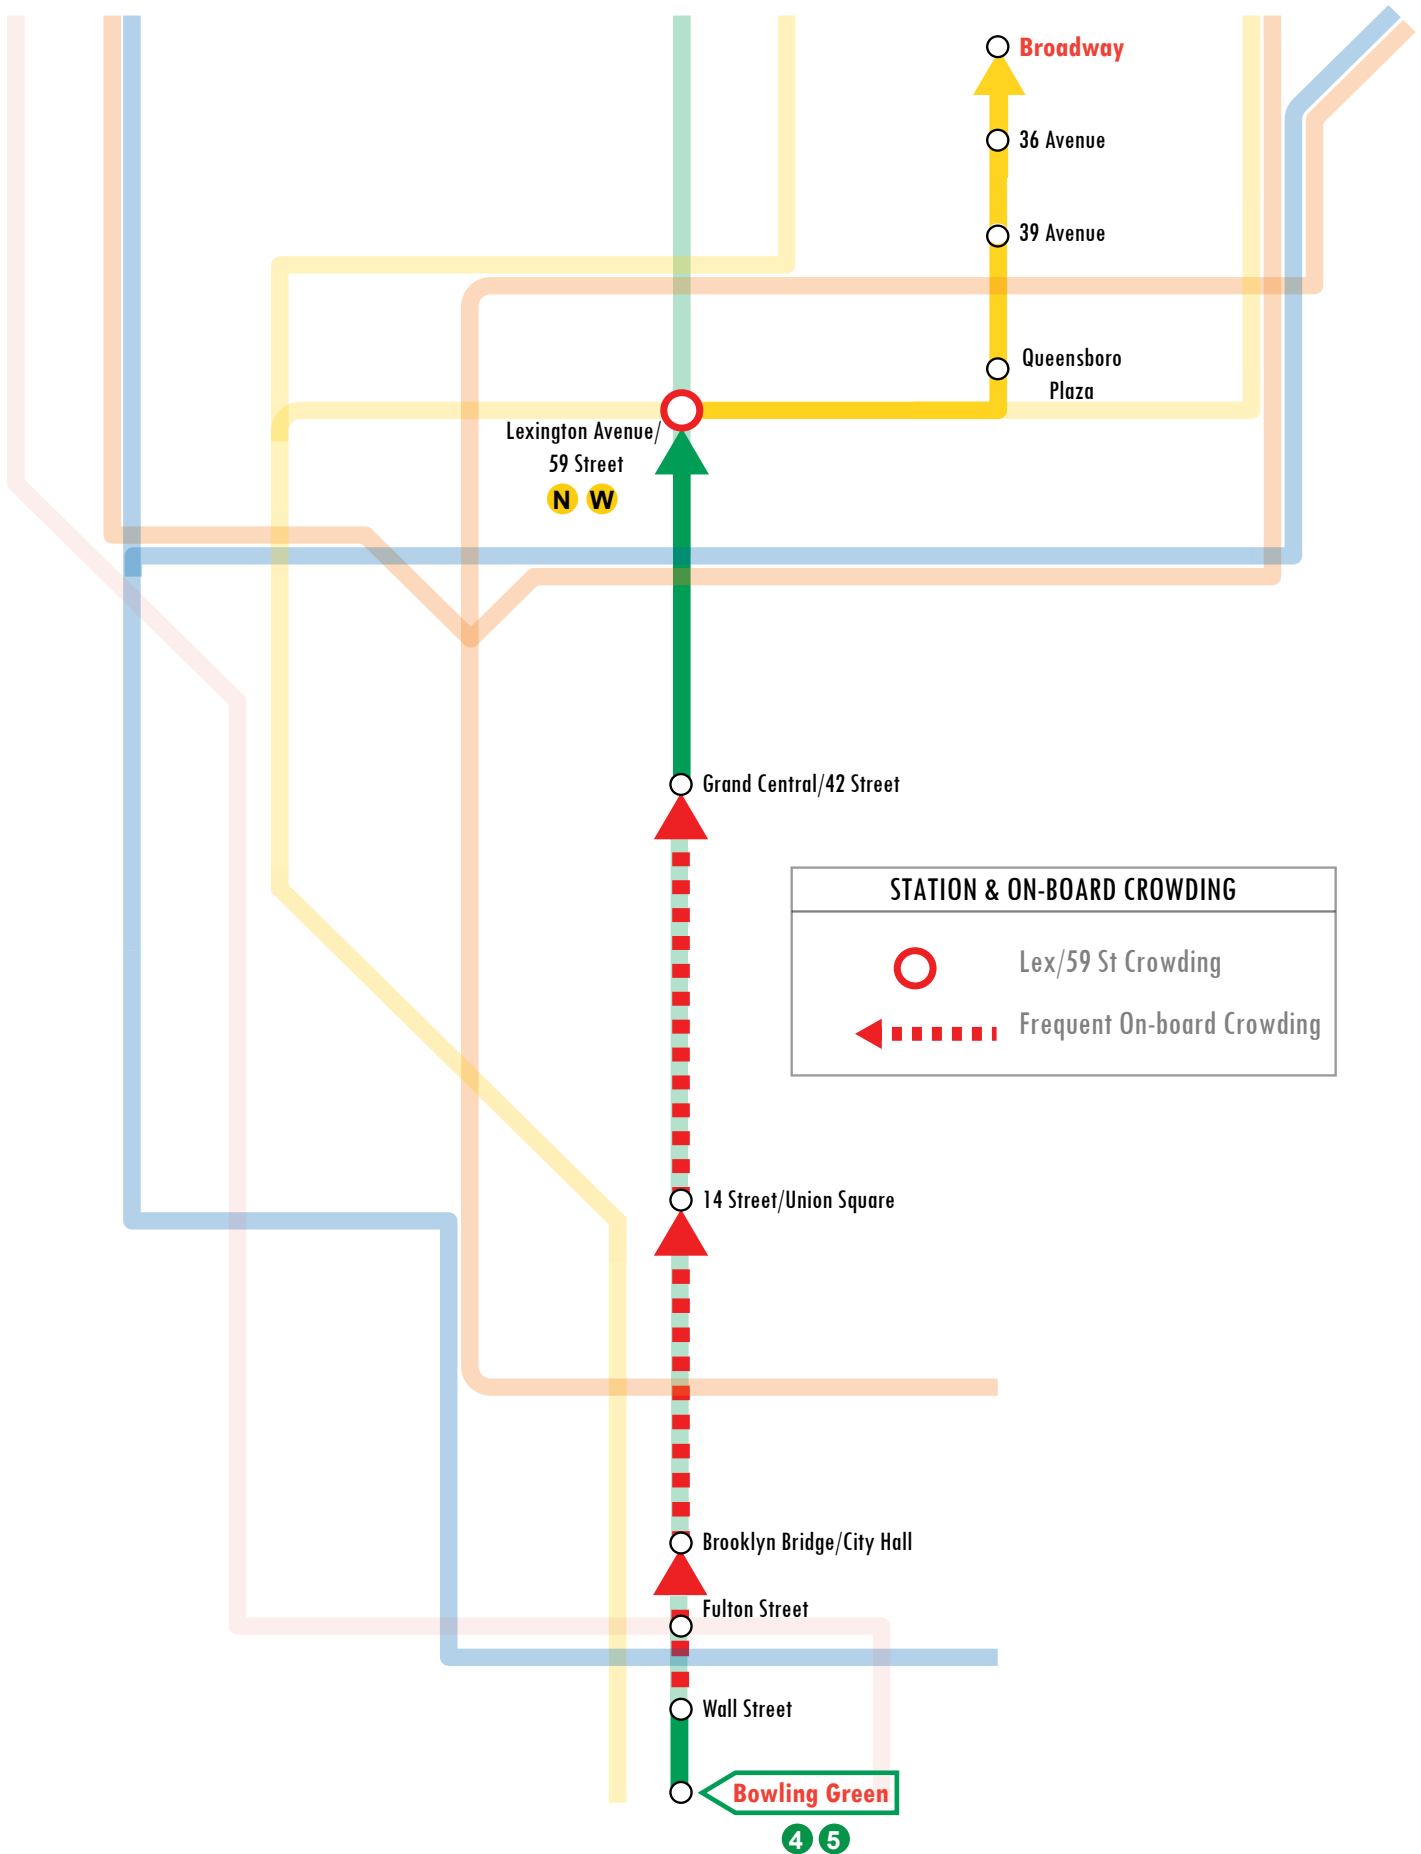 Broadway
36 Avenue
39 Avenue
Queensboro
Plaza
Lexington Avenue/
59 Street
N W
Grand Central/42 Street
STATION & ON-BOARD CROWDING
Lex/59 St Crowding
Frequent On-board Crowding
14 Street/Union Square
Brooklyn Bridge/City Hall
Fulton Street
Wall Street
Bowling Green
4 5